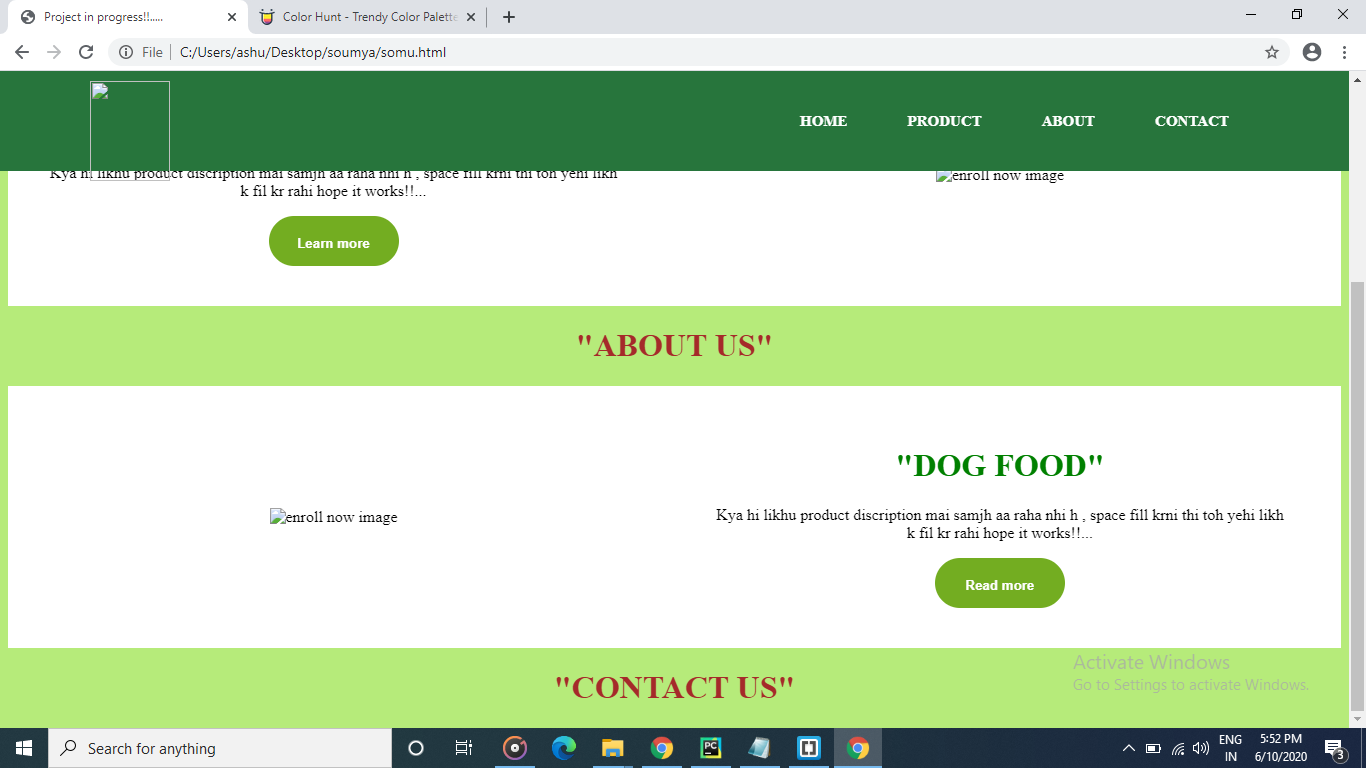 Project in progress!!.....
Color Hunt - Trendy Color Palette
File
C:/Users/ashu/Desktop/soumya/somu.html
HOME PRODUCT ABOUT CONTACT
Kya hi likhu product discription mai samjh aa raha nhi h , space fill krni thi toh yehi likh
k fil kr rahi hope it works!!...
enroll now image
Learn more
"ABOUT US"
enroll now image
"DOG FOOD"
Kya hi likhu product discription mai samjh aa raha nhi h , space fill krni thi toh yehi likh
k fil kr rahi hope it works!!...
Read more
"CONTACT US"
Activate Windows
Go to Settings to activate Windows.
Search for anything
PC
ENG
IN
5:52 PM
6/10/2020
3